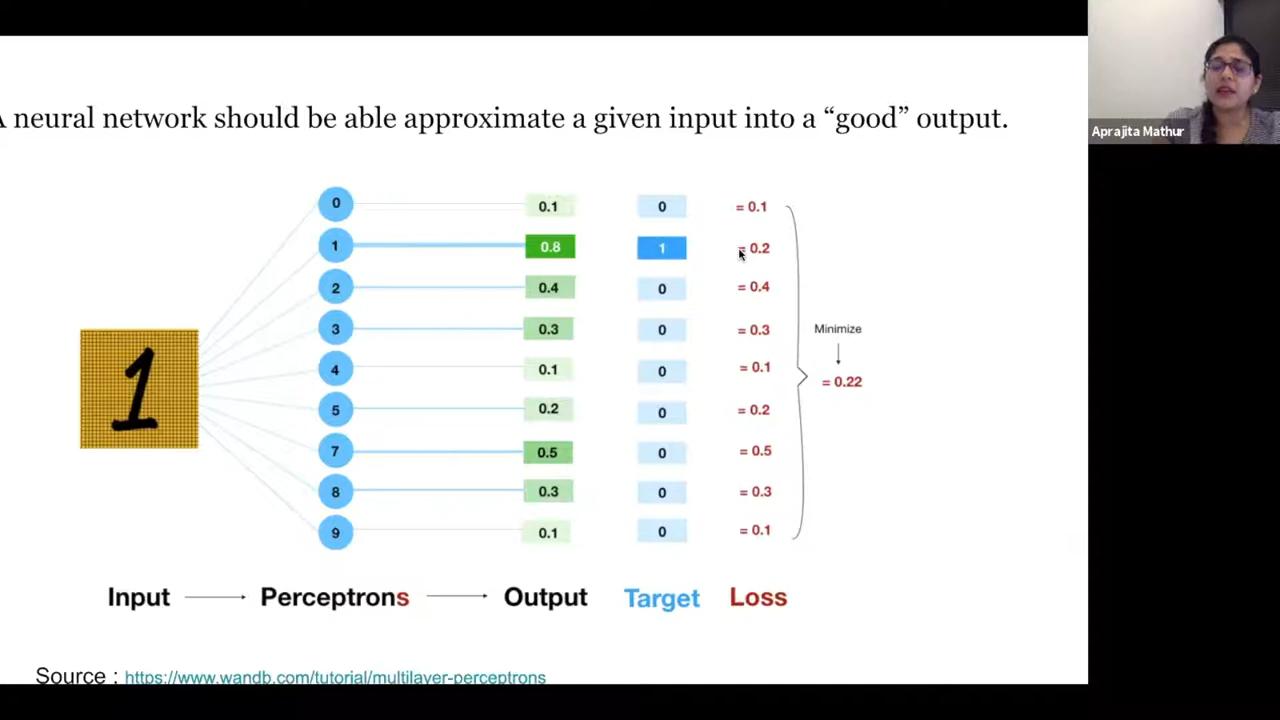 A neural network should be able approximate a given input into a “good” output.
Aprajita Mathur
0 0.1 0 = 0.1
1 0.8 1 = 0.2
2 0.4 0 = 0.4
3 0.3 0 = 0.3
Minimize
4 0.1 0 = 0.1
= 0.22
5 0.2 0 = 0.2
7 0.5 0 = 0.5
8 0.3 0 = 0.3
9 0.1 0 = 0.1
1
Input Perceptrons Output Target Loss
Source : https://www.wandb.com/tutorial/multilayer-perceptrons